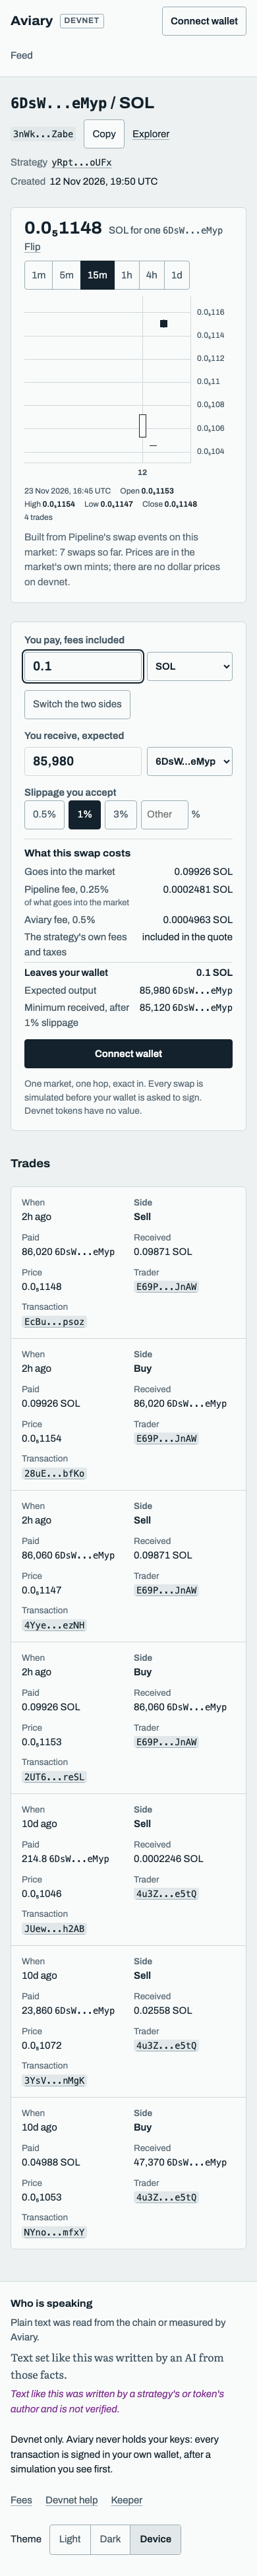 Aviary DEVNET Connect wallet
Feed
6DsW...eMyp / SOL
3nWk...Zabe Copy Explorer
Strategy yRpt...oUFx
Created 12 Nov 2026, 19:50 UTC
0.0₅1148 SOL for one 6DsW...eMyp
Flip
1m 5m 15m 1h 4h 1d
0.0₅116
0.0₅114
0.0₅112
0.0₅11
0.0₅108
0.0₅106
0.0₅104
12
23 Nov 2026, 16:45 UTC Open 0.0₅1153
High 0.0₅1154 Low 0.0₅1147 Close 0.0₅1148
4 trades
Built from Pipeline's swap events on this
market: 7 swaps so far. Prices are in the
market's own mints; there are no dollar prices
on devnet.
You pay, fees included
0.1 SOL
Switch the two sides
You receive, expected
85,980 6DsW...eMyp
Slippage you accept
0.5% 1% 3% Other %
What this swap costs
Goes into the market 0.09926 SOL
Pipeline fee, 0.25% 0.0002481 SOL
of what goes into the market
Aviary fee, 0.5% 0.0004963 SOL
The strategy's own fees included in the quote
and taxes
Leaves your wallet 0.1 SOL
Expected output 85,980 6DsW...eMyp
Minimum received, after 85,120 6DsW...eMyp
1% slippage
Connect wallet
One market, one hop, exact in. Every swap is
simulated before your wallet is asked to sign.
Devnet tokens have no value.
Trades
When Side
2h ago Sell
Paid Received
86,020 6DsW...eMyp 0.09871 SOL
Price Trader
0.0₅1148 E69P...JnAW
Transaction
EcBu...psoz
When Side
2h ago Buy
Paid Received
0.09926 SOL 86,020 6DsW...eMyp
Price Trader
0.0₅1154 E69P...JnAW
Transaction
28uE...bfKo
When Side
2h ago Sell
Paid Received
86,060 6DsW...eMyp 0.09871 SOL
Price Trader
0.0₅1147 E69P...JnAW
Transaction
4Yye...ezNH
When Side
2h ago Buy
Paid Received
0.09926 SOL 86,060 6DsW...eMyp
Price Trader
0.0₅1153 E69P...JnAW
Transaction
2UT6...reSL
When Side
10d ago Sell
Paid Received
214.8 6DsW...eMyp 0.0002246 SOL
Price Trader
0.0₅1046 4u3Z...e5tQ
Transaction
JUew...h2AB
When Side
10d ago Sell
Paid Received
23,860 6DsW...eMyp 0.02558 SOL
Price Trader
0.0₅1072 4u3Z...e5tQ
Transaction
3YsV...nMgK
When Side
10d ago Buy
Paid Received
0.04988 SOL 47,370 6DsW...eMyp
Price Trader
0.0₅1053 4u3Z...e5tQ
Transaction
NYno...mfxY
Who is speaking
Plain text was read from the chain or measured by
Aviary.
Text set like this was written by an AI from
those facts.
Text like this was written by a strategy's or token's
author and is not verified.
Devnet only. Aviary never holds your keys: every
transaction is signed in your own wallet, after a
simulation you see first.
Fees Devnet help Keeper
Theme Light Dark Device